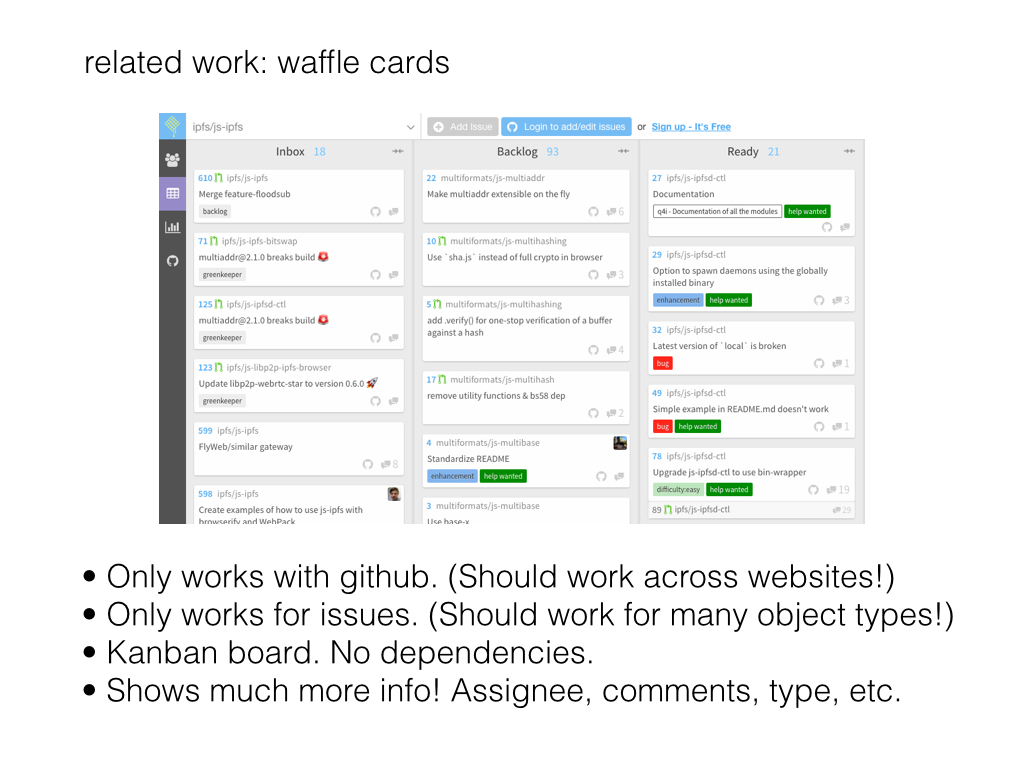 related work: waffle cards
ipfs/js-ipfs
Add Issue
Login to add/edit issues
or
Sign up - It's Free
Inbox 18
610 ipfs/js-ipfs
Merge feature-floodsub
backlog
71 ipfs/js-ipfs-bitswap
multiaddr@2.1.0 breaks build 🚨
greenkeeper
125 ipfs/js-ipfsd-ctl
multiaddr@2.1.0 breaks build 🚨
greenkeeper
123 ipfs/js-libp2p-ipfs-browser
Update libp2p-webrtc-star to version 0.6.0 🚀
greenkeeper
599 ipfs/js-ipfs
FlyWeb/similar gateway
8
598 ipfs/js-ipfs
Create examples of how to use js-ipfs with
browserify and WebPack
Backlog 93
22 multiformats/js-multiaddr
Make multiaddr extensible on the fly
6
10 multiformats/js-multihashing
Use `sha.js` instead of full crypto in browser
3
5 multiformats/js-multihashing
add .verify() for one-stop verification of a buffer
against a hash
4
17 multiformats/js-multihash
remove utility functions & bs58 dep
2
4 multiformats/js-multibase
Standardize README
enhancement help wanted
3 multiformats/js-multibase
Use base-x
Ready 21
27 ipfs/js-ipfsd-ctl
Documentation
q4i - Documentation of all the modules help wanted
29 ipfs/js-ipfsd-ctl
Option to spawn daemons using the globally
installed binary
enhancement help wanted 3
32 ipfs/js-ipfsd-ctl
Latest version of `local` is broken
bug 1
49 ipfs/js-ipfsd-ctl
Simple example in README.md doesn't work
bug help wanted 1
78 ipfs/js-ipfsd-ctl
Upgrade js-ipfsd-ctl to use bin-wrapper
difficulty:easy help wanted 19
89 ipfs/js-ipfsd-ctl 29
• Only works with github. (Should work across websites!)
• Only works for issues. (Should work for many object types!)
• Kanban board. No dependencies.
• Shows much more info! Assignee, comments, type, etc.